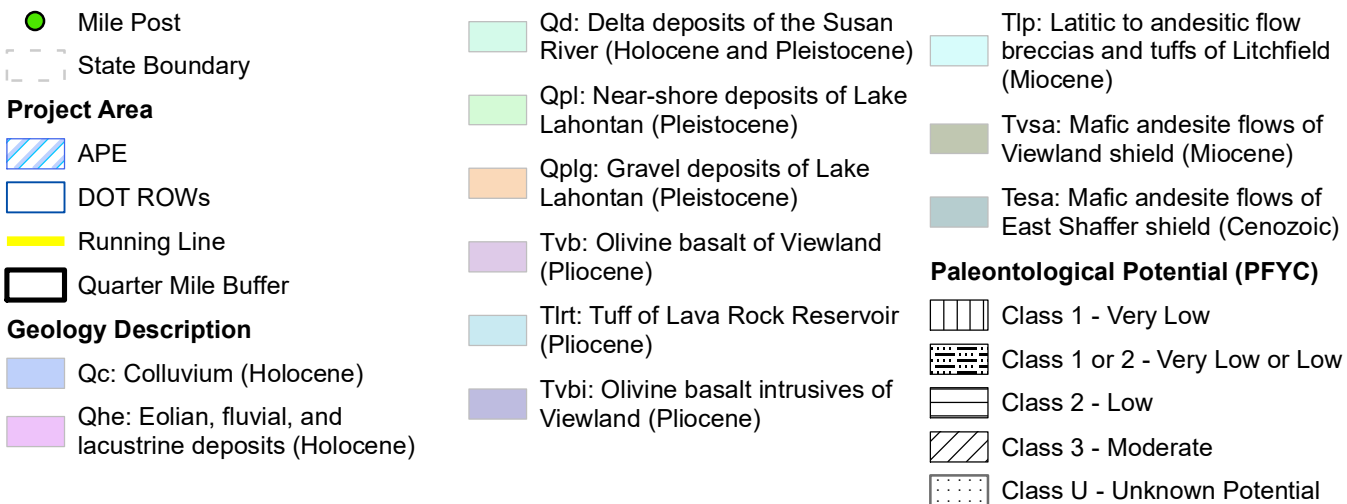 Mile Post
State Boundary
Project Area
APE
DOT ROWs
Running Line
Quarter Mile Buffer
Geology Description
Qc: Colluvium (Holocene)
Qhe: Eolian, fluvial, and
lacustrine deposits (Holocene)
Qd: Delta deposits of the Susan
River (Holocene and Pleistocene)
Qpl: Near-shore deposits of Lake
Lahontan (Pleistocene)
Qplg: Gravel deposits of Lake
Lahontan (Pleistocene)
Tvb: Olivine basalt of Viewland
(Pliocene)
Tlrt: Tuff of Lava Rock Reservoir
(Pliocene)
Tvbi: Olivine basalt intrusives of
Viewland (Pliocene)
Tlp: Latitic to andesitic flow
breccias and tuffs of Litchfield
(Miocene)
Tvsa: Mafic andesite flows of
Viewland shield (Miocene)
Tesa: Mafic andesite flows of
East Shaffer shield (Cenozoic)
Paleontological Potential (PFYC)
Class 1 - Very Low
Class 1 or 2 - Very Low or Low
Class 2 - Low
Class 3 - Moderate
Class U - Unknown Potential